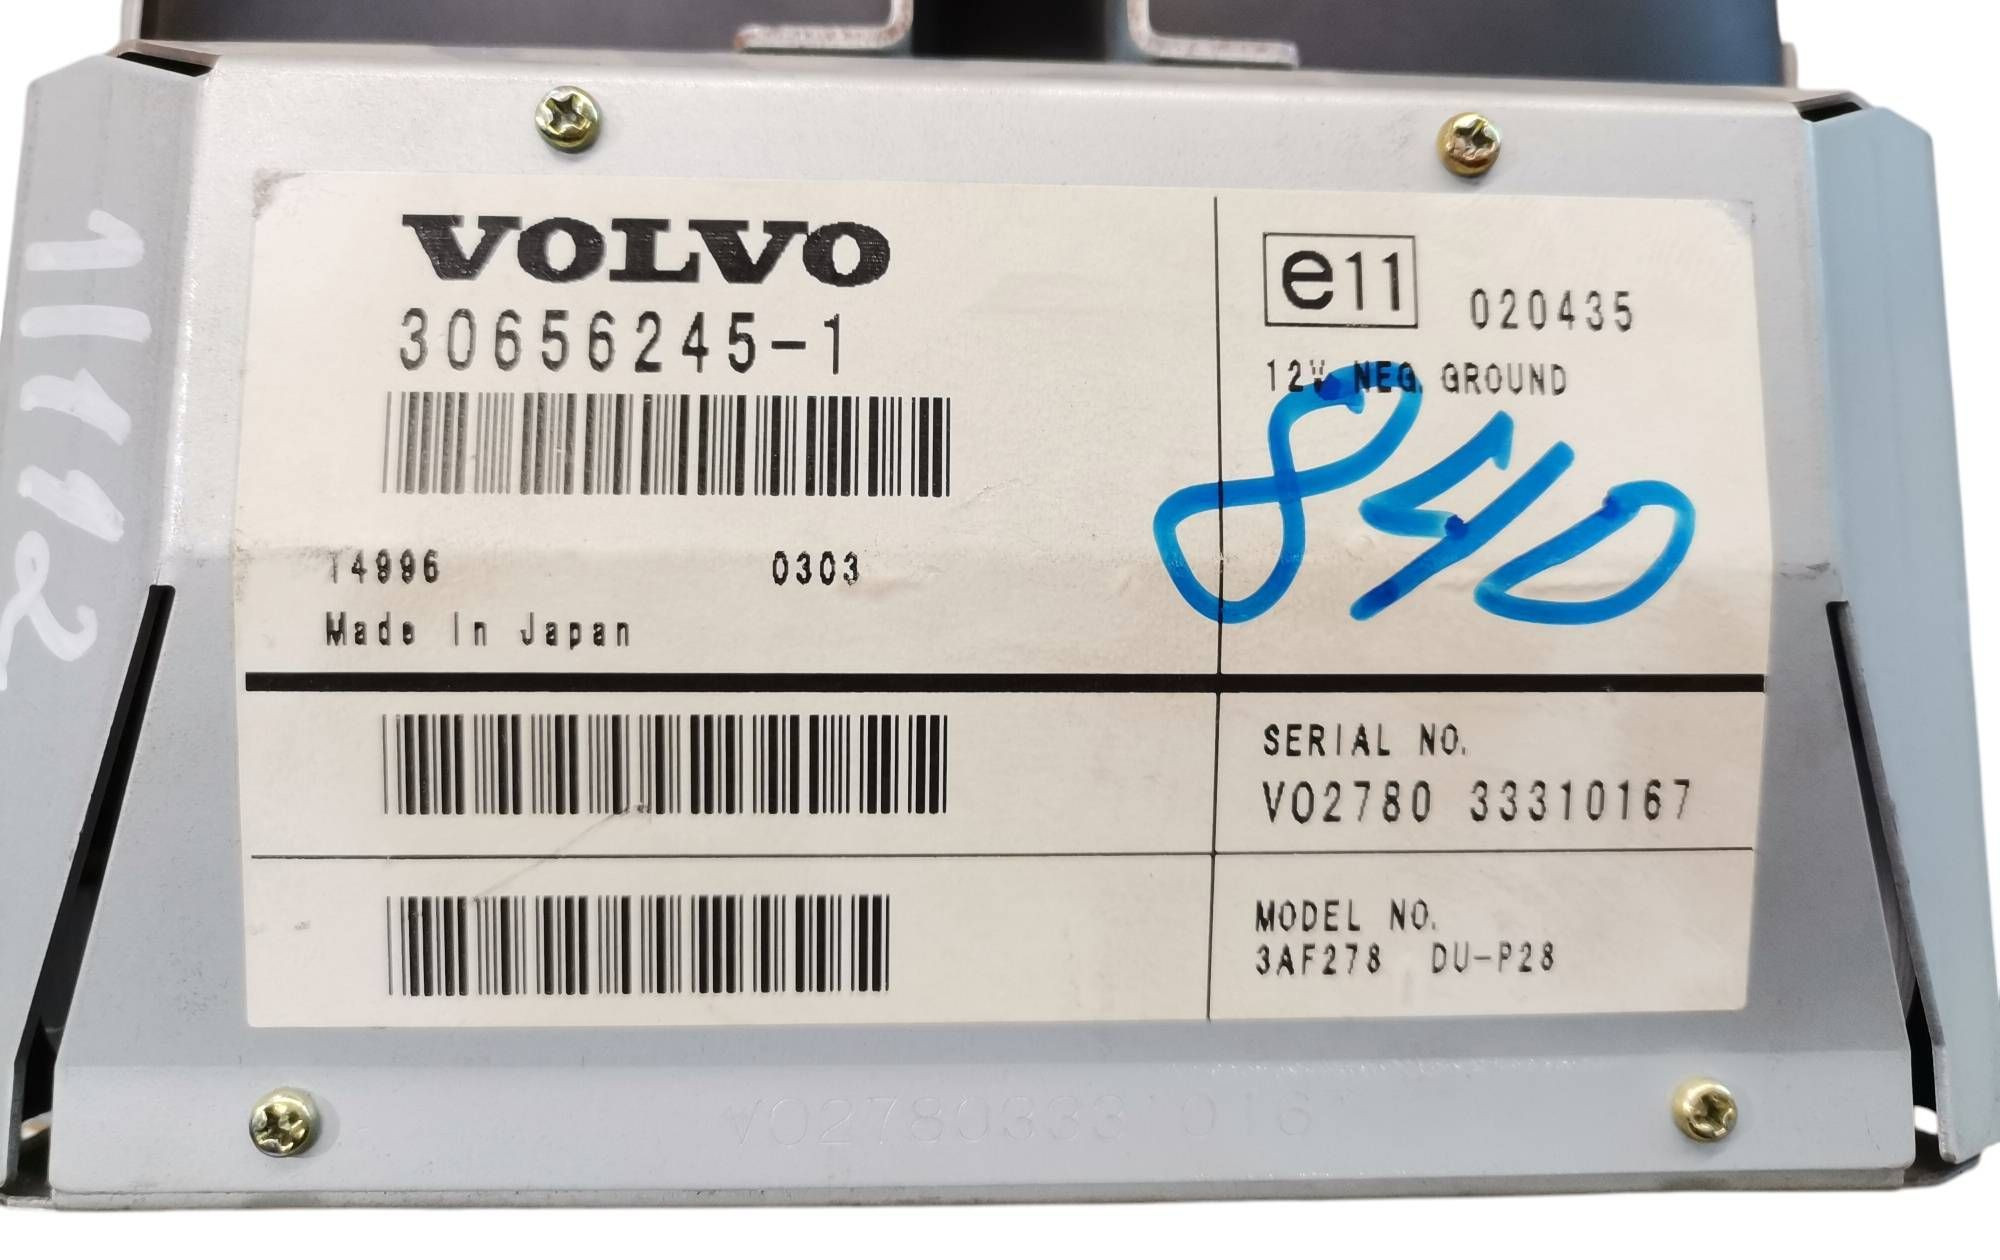 VOLVO
30656245-1
e11 020435
12V NEG. GROUND
840
14996 0303
Made In Japan
SERIAL NO.
VO2780 33310167
MODEL NO.
3AF278 DU-P28
11112